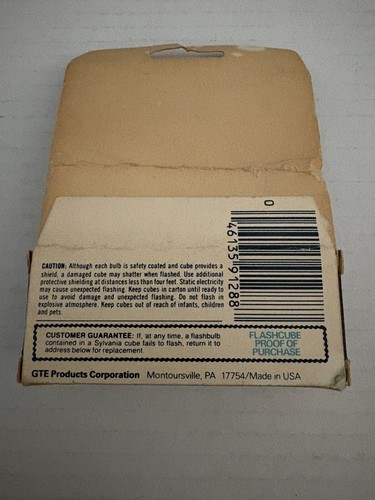 0
46135 91288
CAUTION: Although each bulb is safety coated and cube provides a
shield, a damaged cube may shatter when flashed. Use additional
protective shielding at distances less than four feet. Static electricity
may cause unexpected flashing. Keep cubes in carton until ready to
use to avoid damage and unexpected flashing. Do not flash in
explosive atmosphere. Keep cubes out of reach of infants, children
and pets.
CUSTOMER GUARANTEE: If, at any time, a flashbulb
contained in a Sylvania cube fails to flash, return it to
address below for replacement.
FLASHCUBE
PROOF OF
PURCHASE
GTE Products Corporation Montoursville, PA 17754/Made in USA